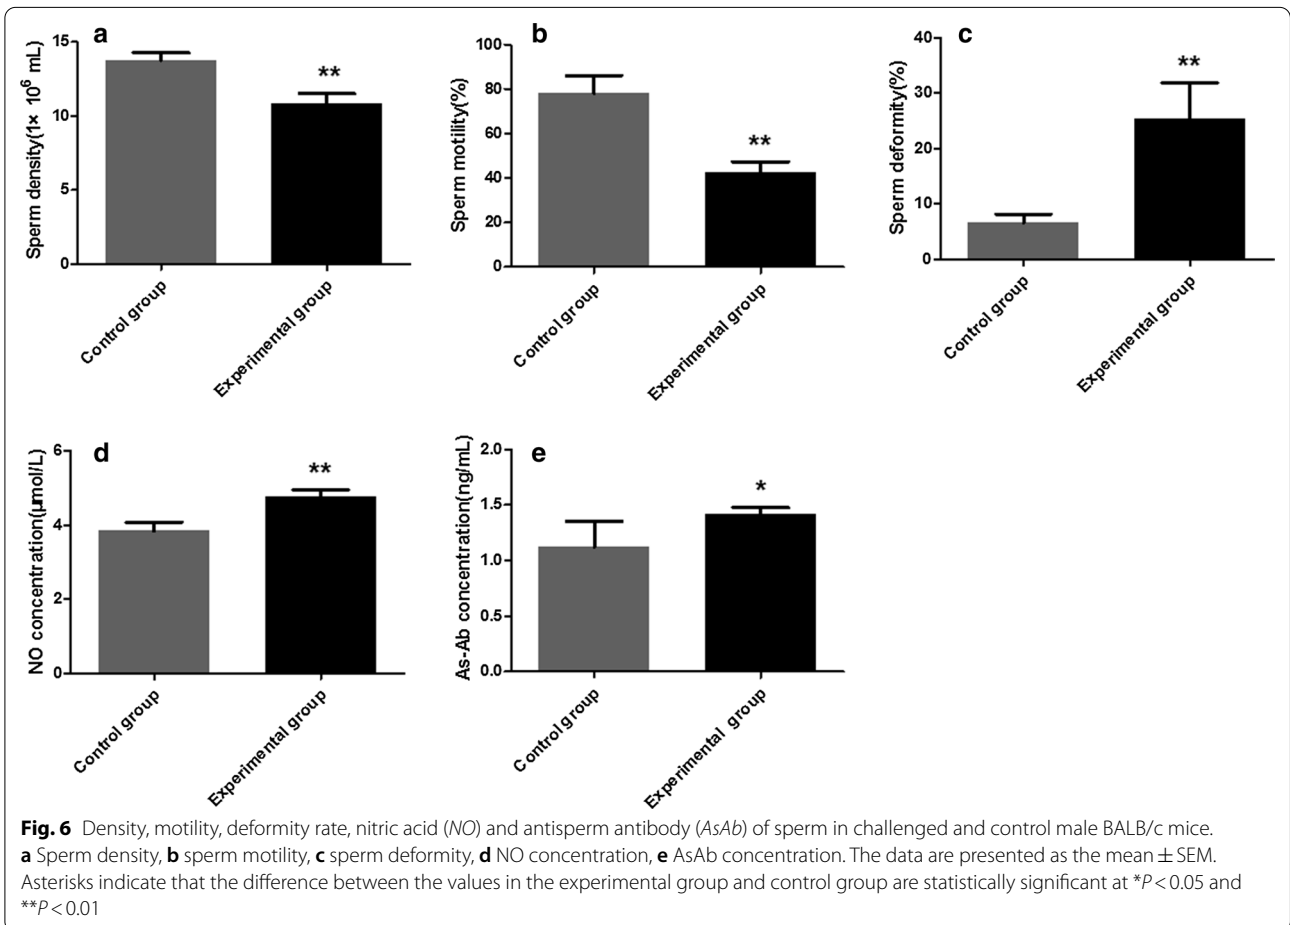 a
Sperm density(1× 10⁶ mL)
15
10
5
0
**
Control group
Experimental group
b
Sperm motility(%)
100
80
60
40
20
0
**
Control group
Experimental group
c
Sperm deformity(%)
40
30
20
10
0
**
Control group
Experimental group
d
NO concentration(μmol/L)
6
4
2
0
**
Control group
Experimental group
e
As-Ab concentration(ng/mL)
2.0
1.5
1.0
0.5
0.0
*
Control group
Experimental group
Fig. 6 Density, motility, deformity rate, nitric acid (NO) and antisperm antibody (AsAb) of sperm in challenged and control male BALB/c mice.
a Sperm density, b sperm motility, c sperm deformity, d NO concentration, e AsAb concentration. The data are presented as the mean ± SEM.
Asterisks indicate that the difference between the values in the experimental group and control group are statistically significant at *P < 0.05 and
**P < 0.01